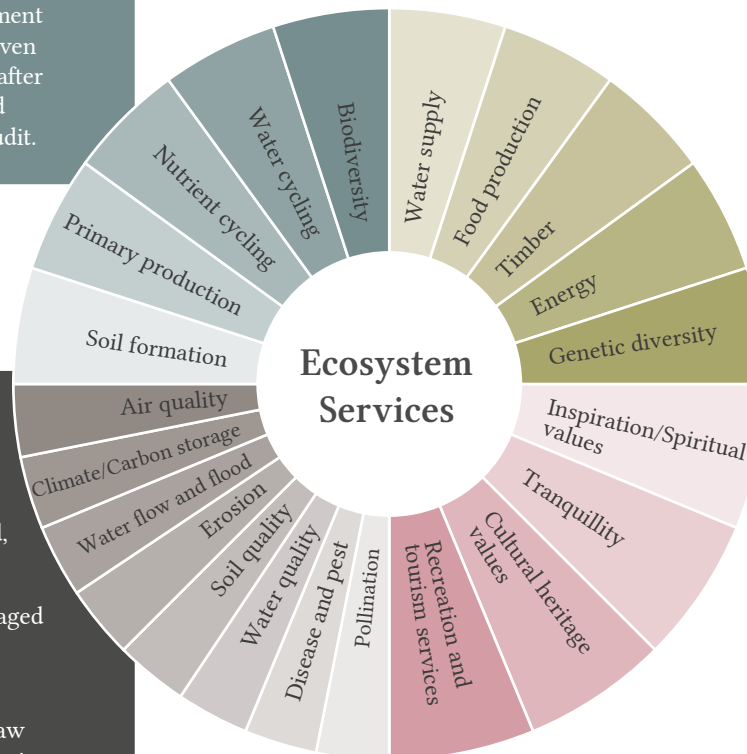 ment
ven
after
d
udit.
Ecosystem
Services
Water supply
Food production
Timber
Energy
Genetic diversity
Inspiration/Spiritual
values
Tranquillity
Cultural heritage
values
Recreation and
tourism services
Pollination
Disease and pest
Water quality
Soil quality
Erosion
Water flow and flood
Climate/Carbon storage
Air quality
Soil formation
Primary production
Nutrient cycling
Water cycling
Biodiversity
aged
aw